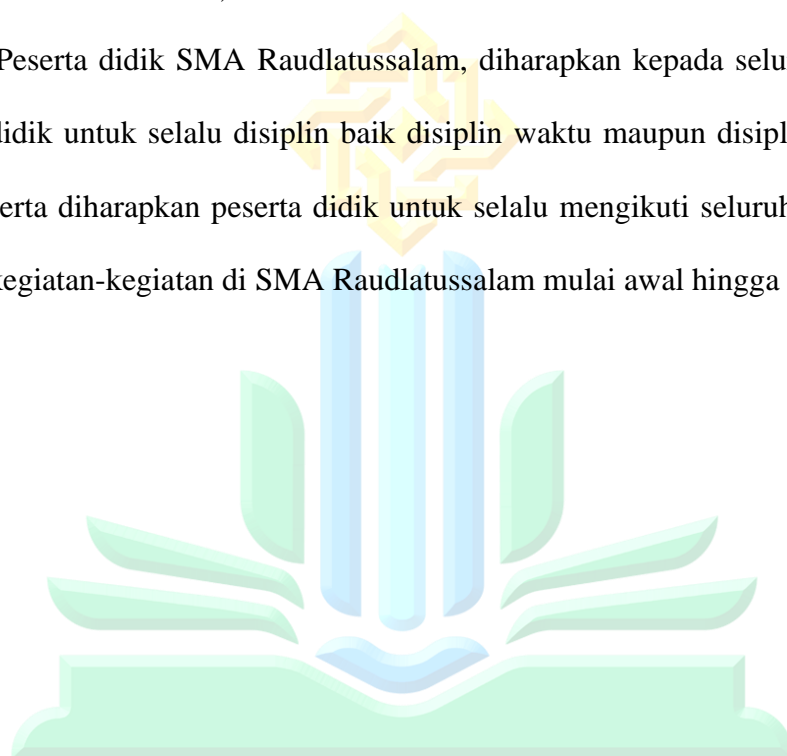 Peserta didik SMA Raudlatussalam, diharapkan kepada selu
didik untuk selalu disiplin baik disiplin waktu maupun disipl
erta diharapkan peserta didik untuk selalu mengikuti seluruh
kegiatan-kegiatan di SMA Raudlatussalam mulai awal hingga